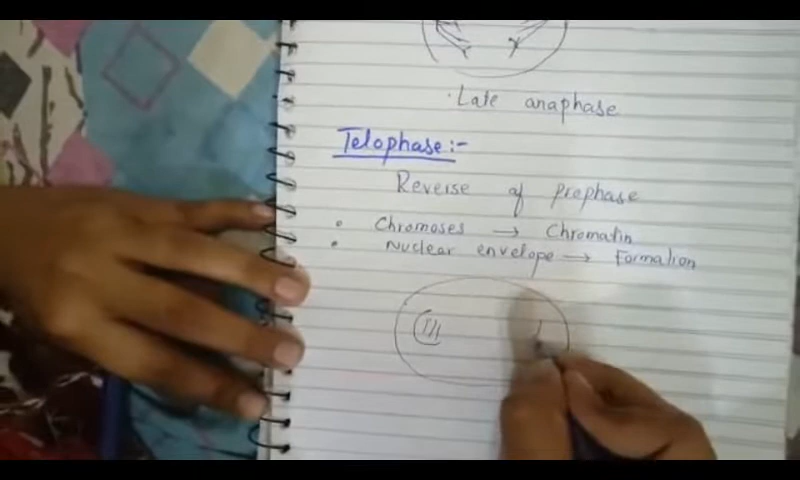 · Late anaphase
Telophase :-
Reverse of prophase
• Chromoses → Chromatin
• Nuclear envelope → Formation